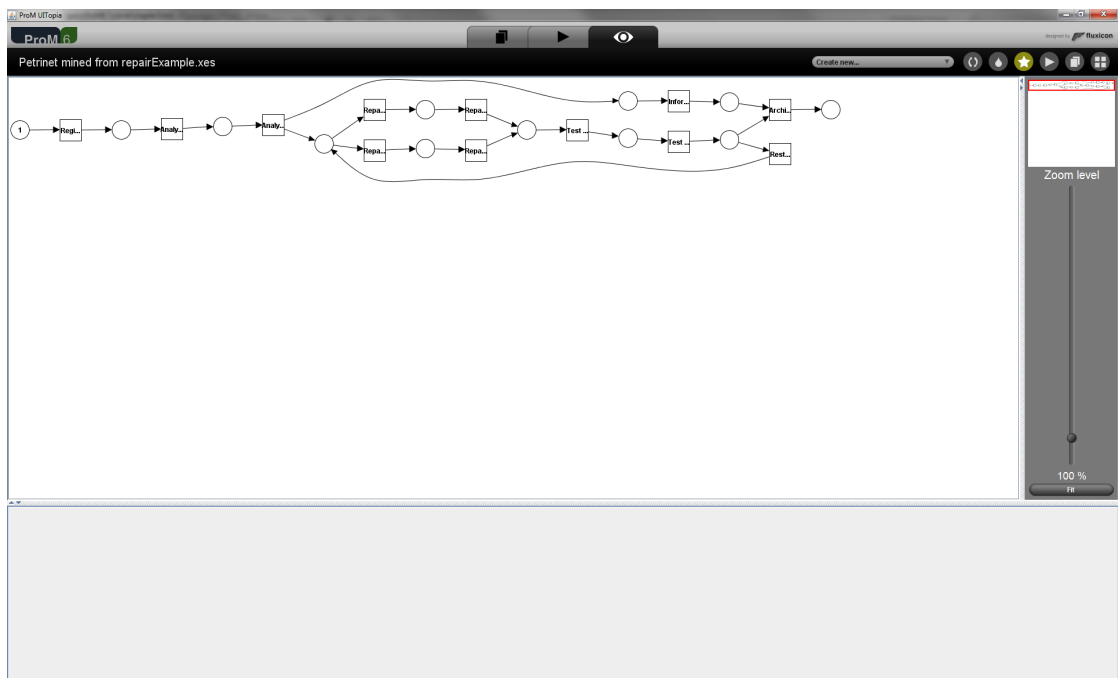 ProM UITopia
ProM 6
designed by fluxicon
Petrinet mined from repairExample.xes
Create new...
1
Regi...
Analy...
Analy...
Repa...
Repa...
Repa...
Repa...
Test ...
Infor...
Test ...
Archi...
Rest...
Zoom level
100 %
Fit